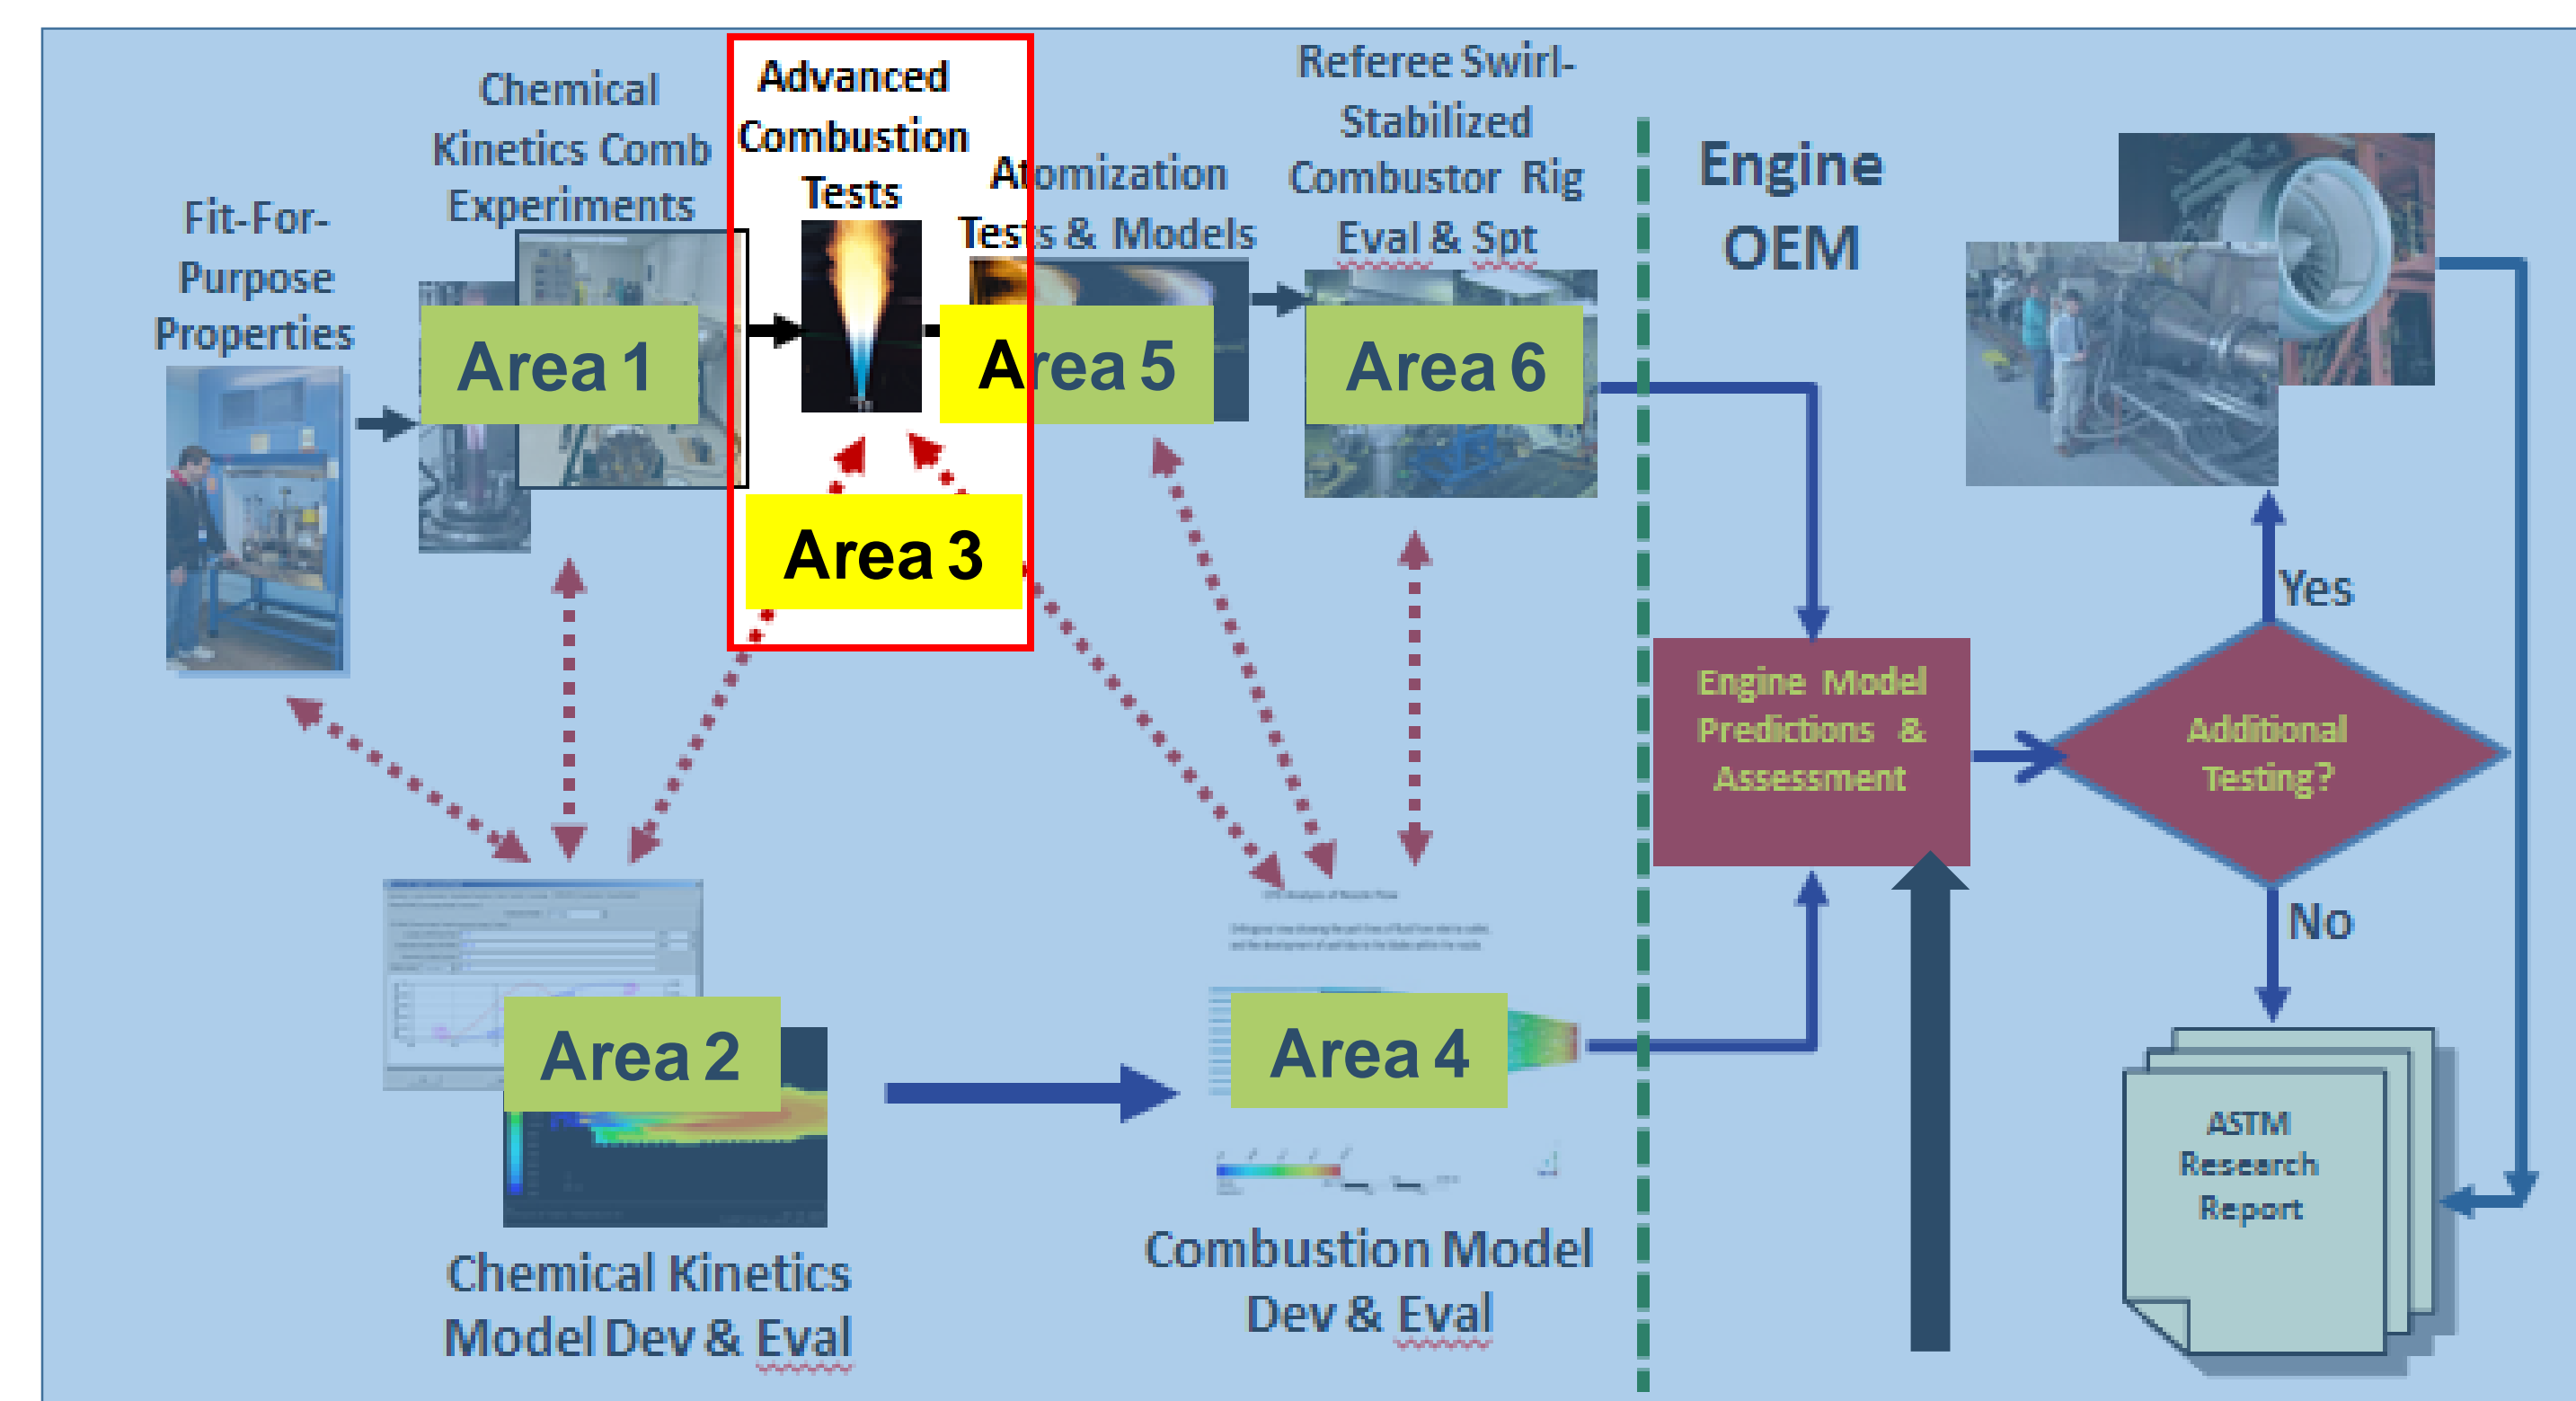 Fit-For-
Purpose
Properties
Chemical
Kinetics Comb
Experiments
Area 1
Advanced
Combustion
Tests
Area 3
Atomization
Tests & Models
Area 5
Referee Swirl-
Stabilized
Combustor Rig
Eval & Spt
Area 6
Engine
OEM
Engine Model
Predictions &
Assessment
Additional
Testing?
Yes
No
ASTM
Research
Report
Area 2
Chemical Kinetics
Model Dev & Eval
Area 4
Combustion Model
Dev & Eval